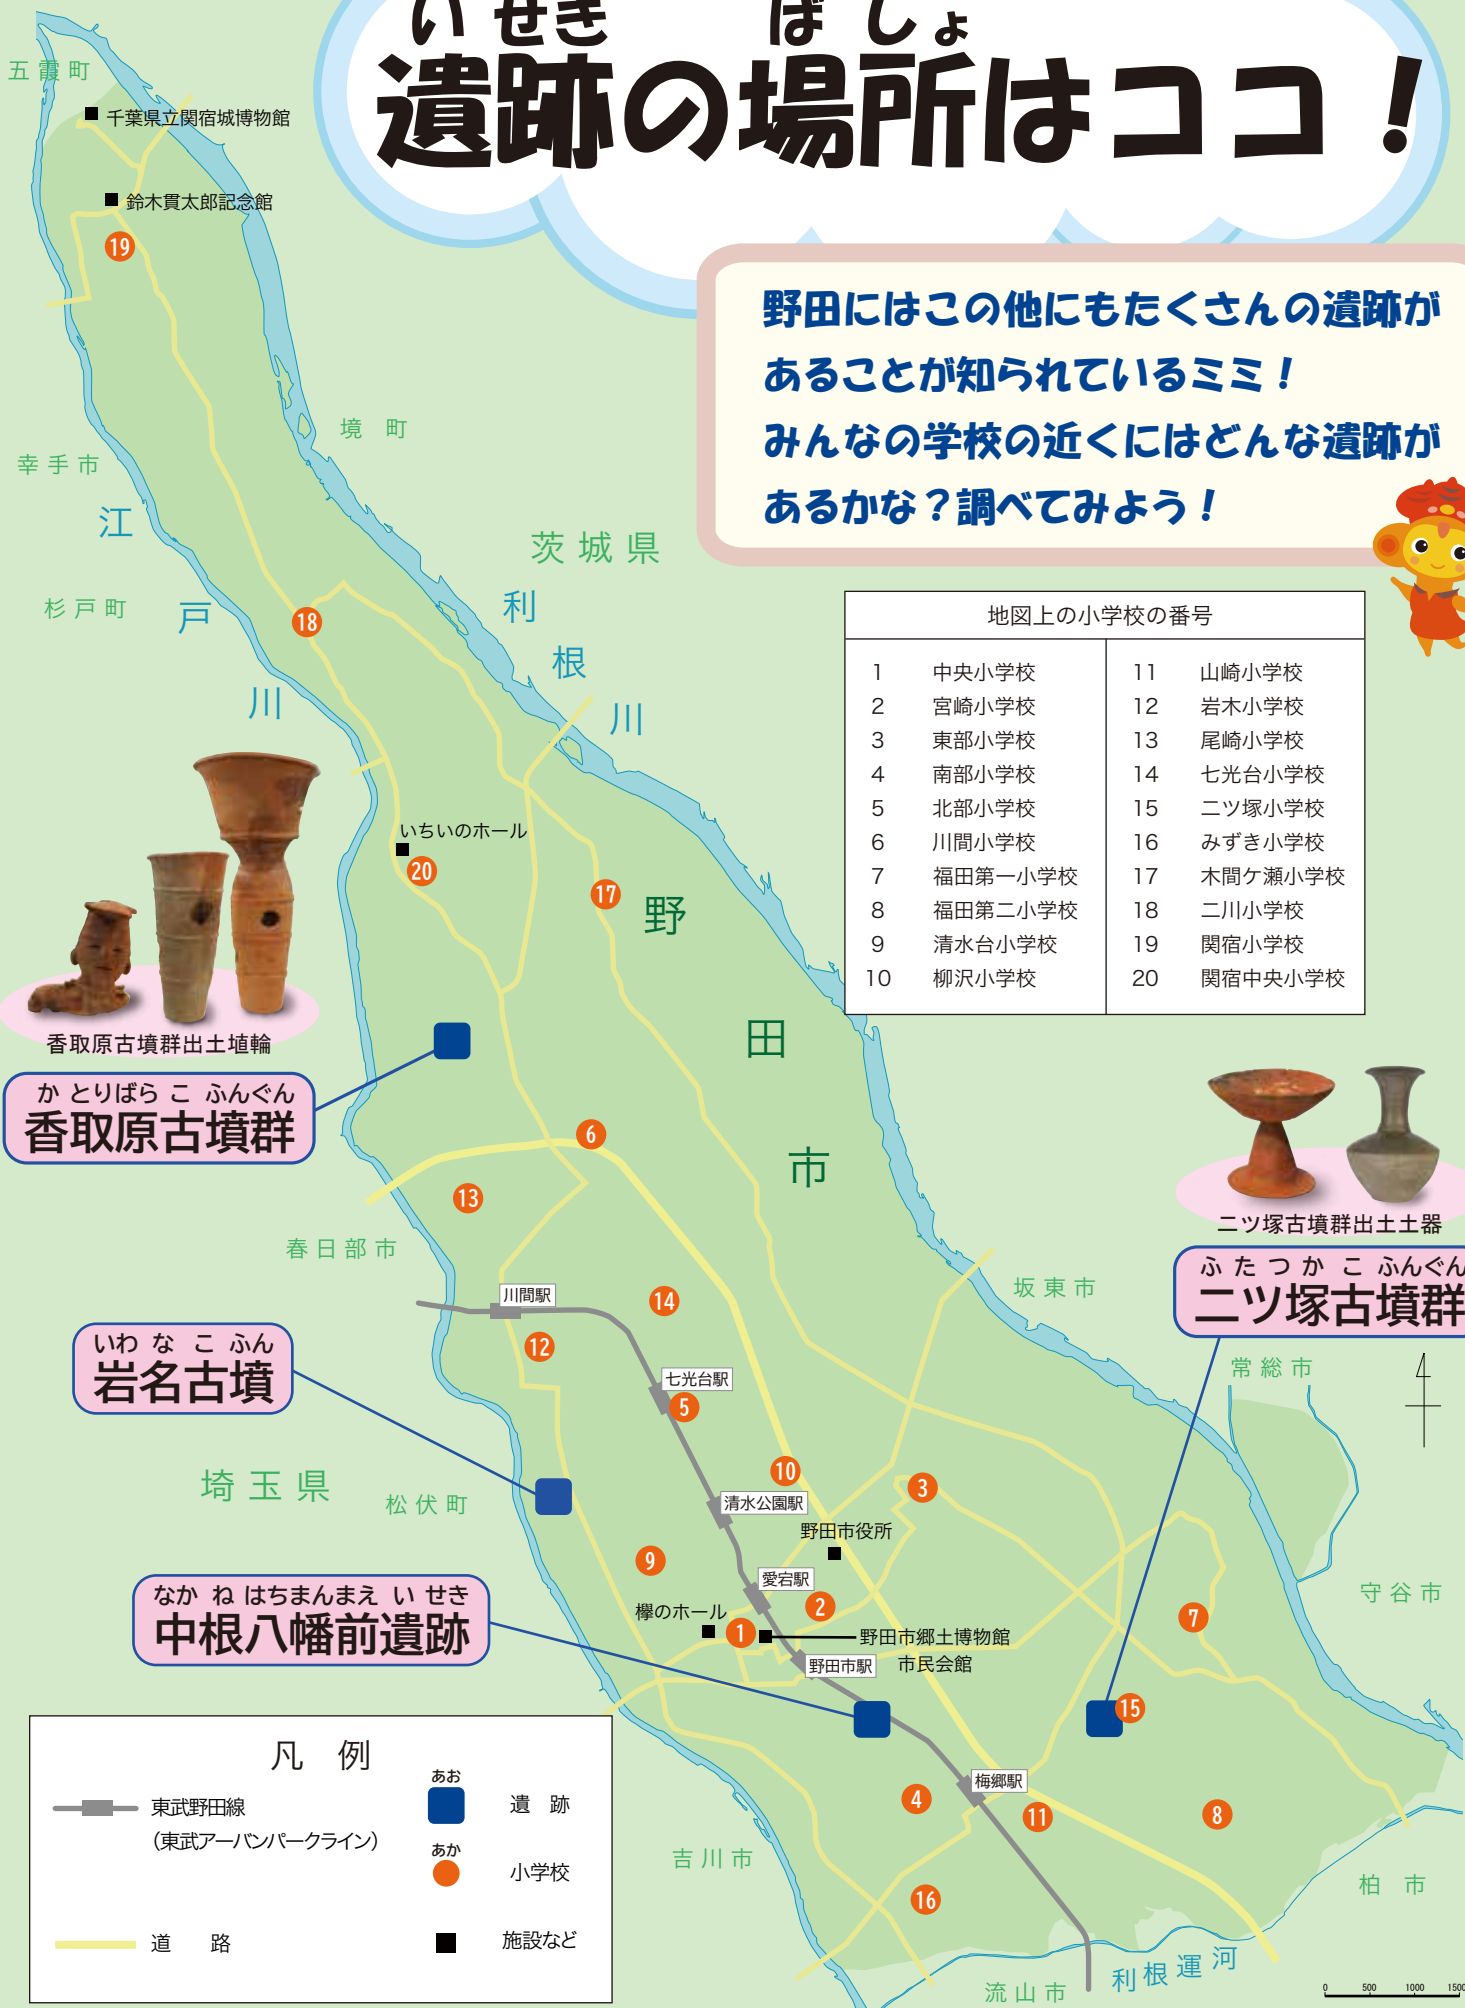 い せき ば しょ
遺跡の場所はココ！
野田にはこの他にもたくさんの遺跡が
あることが知られているミミ！
みんなの学校の近くにはどんな遺跡が
あるかな？調べてみよう！
五霞町
千葉県立関宿城博物館
鈴木貫太郎記念館
19
境 町
幸手市
江戸川
茨城県
杉戸町
利根川
18
地図上の小学校の番号
1 中央小学校
2 宮崎小学校
3 東部小学校
4 南部小学校
5 北部小学校
6 川間小学校
7 福田第一小学校
8 福田第二小学校
9 清水台小学校
10 柳沢小学校
11 山崎小学校
12 岩木小学校
13 尾崎小学校
14 七光台小学校
15 二ツ塚小学校
16 みずき小学校
17 木間ケ瀬小学校
18 二川小学校
19 関宿小学校
20 関宿中央小学校
いちいのホール
20
17
野田市
香取原古墳群出土埴輪
か とりばら こ ふんぐん
香取原古墳群
6
13
二ツ塚古墳群出土土器
ふ た つ か こ ふんぐん
二ツ塚古墳群
春日部市
坂東市
川間駅
14
12
いわ な こ ふん
岩名古墳
七光台駅
5
常総市
埼玉県
松伏町
10
清水公園駅
3
野田市役所
9
愛宕駅
2
守谷市
なか ね はちまんまえ い せき
中根八幡前遺跡
欅のホール
1
野田市郷土博物館
市民会館
野田市駅
7
15
凡 例
東武野田線
（東武アーバンパークライン）
あお
遺 跡
あか
小学校
道 路
施設など
梅郷駅
4
11
8
吉川市
16
柏 市
利根運河
流山市
0 500 1000 1500